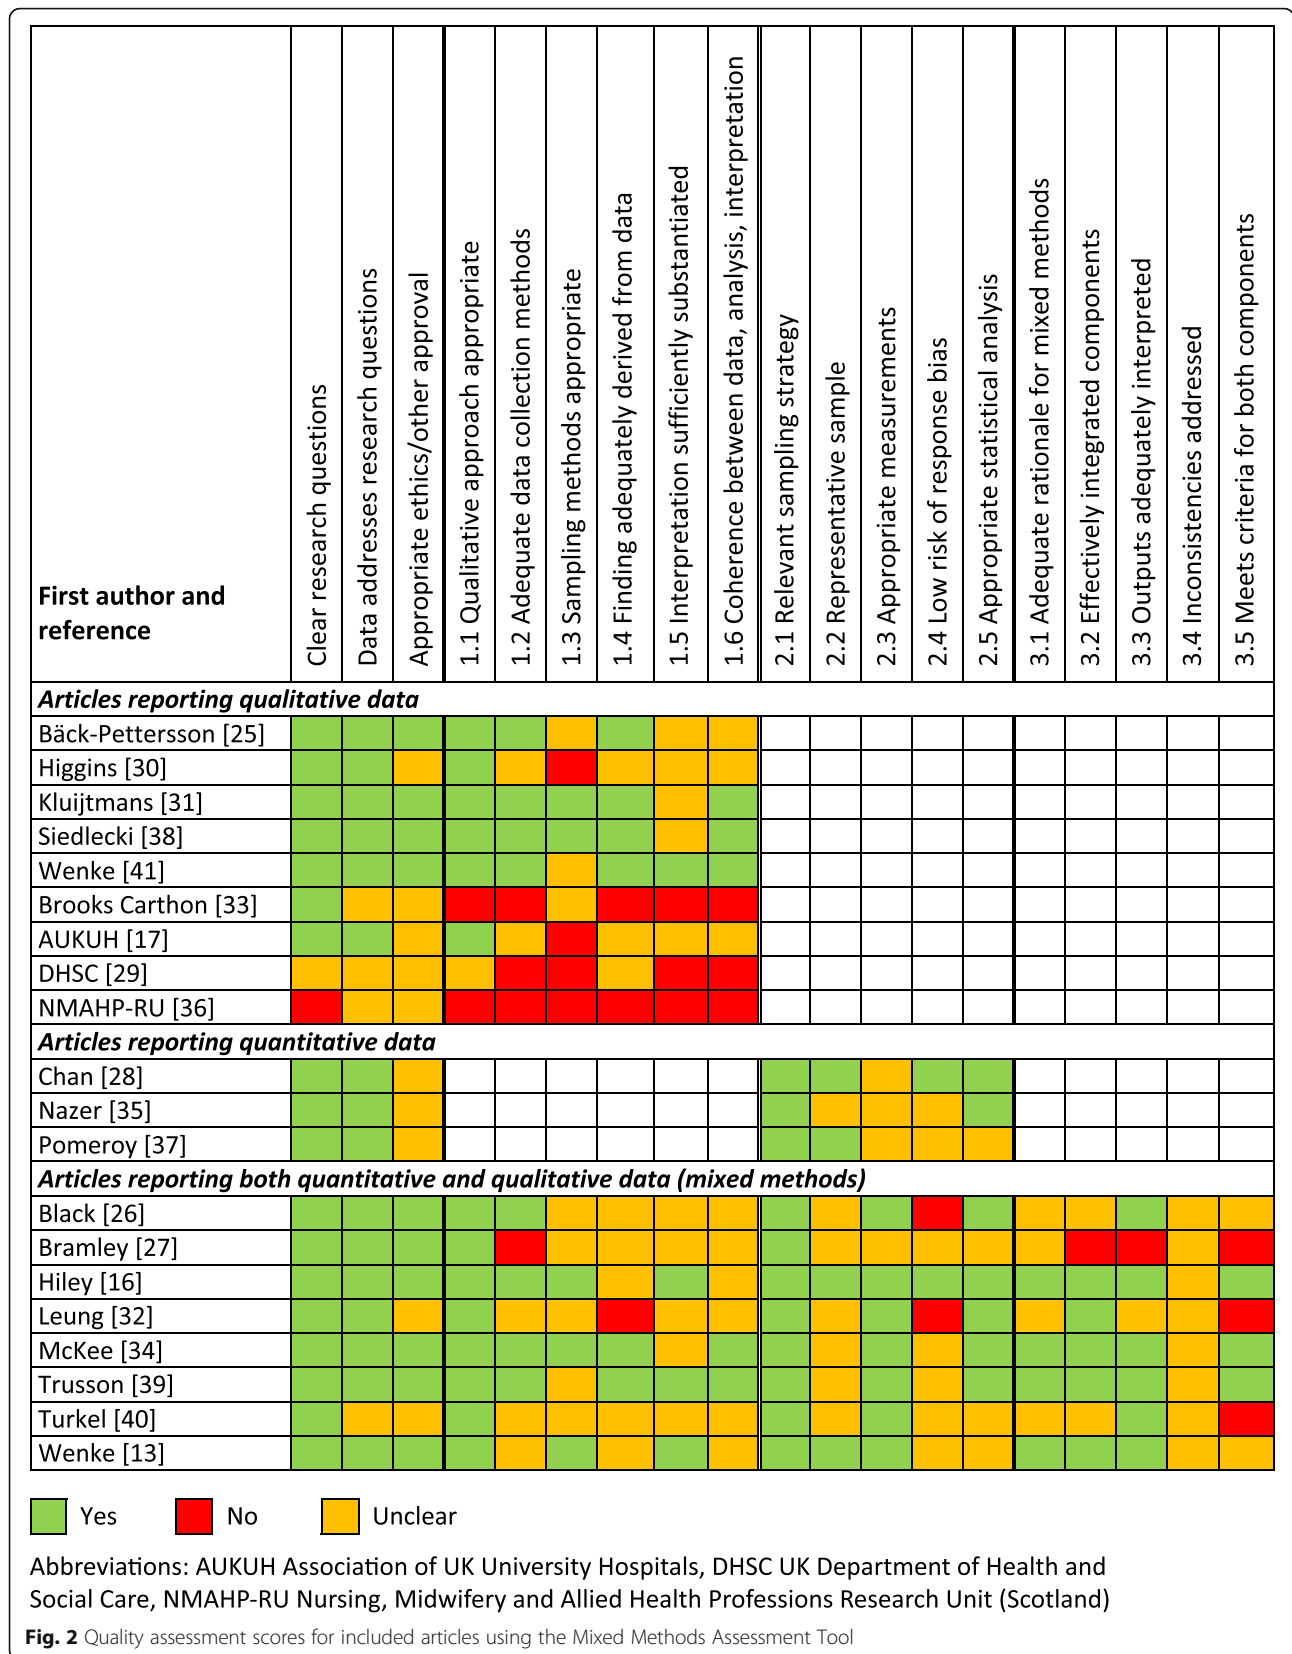 First author and
reference
Clear research questions
Data addresses research questions
Appropriate ethics/other approval
1.1 Qualitative approach appropriate
1.2 Adequate data collection methods
1.3 Sampling methods appropriate
1.4 Finding adequately derived from data
1.5 Interpretation sufficiently substantiated
1.6 Coherence between data, analysis, interpretation
2.1 Relevant sampling strategy
2.2 Representative sample
2.3 Appropriate measurements
2.4 Low risk of response bias
2.5 Appropriate statistical analysis
3.1 Adequate rationale for mixed methods
3.2 Effectively integrated components
3.3 Outputs adequately interpreted
3.4 Inconsistencies addressed
3.5 Meets criteria for both components
Articles reporting qualitative data
Bäck-Pettersson [25]
Higgins [30]
Kluijtmans [31]
Siedlecki [38]
Wenke [41]
Brooks Carthon [33]
AUKUH [17]
DHSC [29]
NMAHP-RU [36]
Articles reporting quantitative data
Chan [28]
Nazer [35]
Pomeroy [37]
Articles reporting both quantitative and qualitative data (mixed methods)
Black [26]
Bramley [27]
Hiley [16]
Leung [32]
McKee [34]
Trusson [39]
Turkel [40]
Wenke [13]
Yes No Unclear
Abbreviations: AUKUH Association of UK University Hospitals, DHSC UK Department of Health and
Social Care, NMAHP-RU Nursing, Midwifery and Allied Health Professions Research Unit (Scotland)
Fig. 2 Quality assessment scores for included articles using the Mixed Methods Assessment Tool